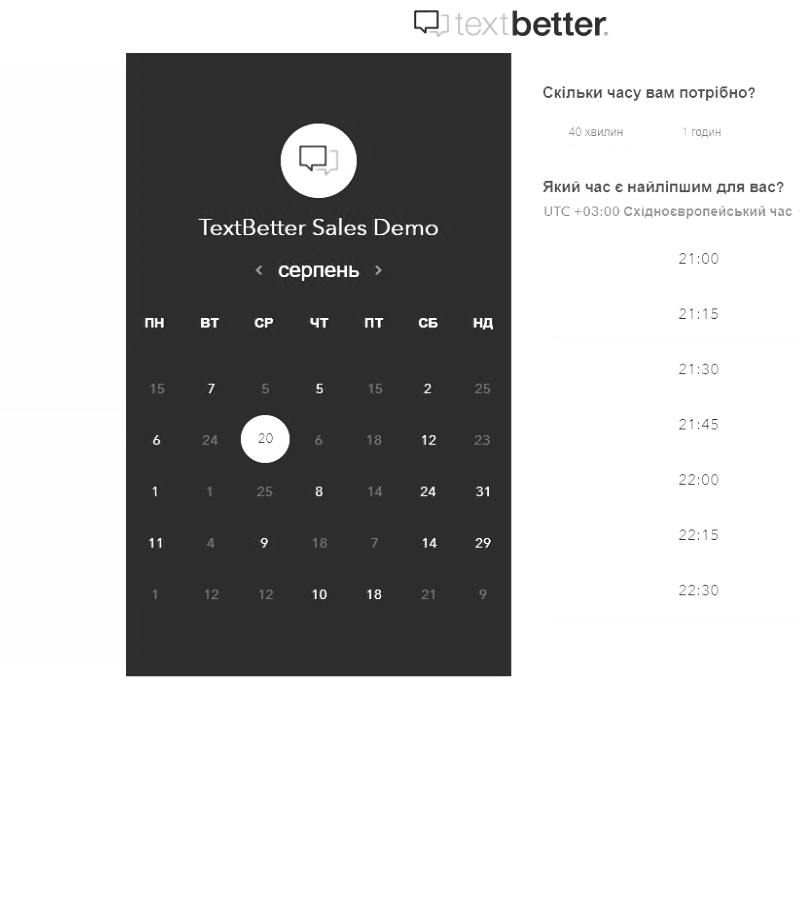 textbetter.
TextBetter Sales Demo
серпень
ПН ВТ СР ЧТ ПТ СБ НД
15 7 5 5 15 2 25
6 24 20 6 18 12 23
1 1 25 8 14 24 31
11 4 9 18 7 14 29
1 12 12 10 18 21 9
Скільки часу вам потрібно?
40 хвилин 1 годин
Який час є найліпшим для вас?
UTC +03:00 Східноєвропейський час
21:00
21:15
21:30
21:45
22:00
22:15
22:30